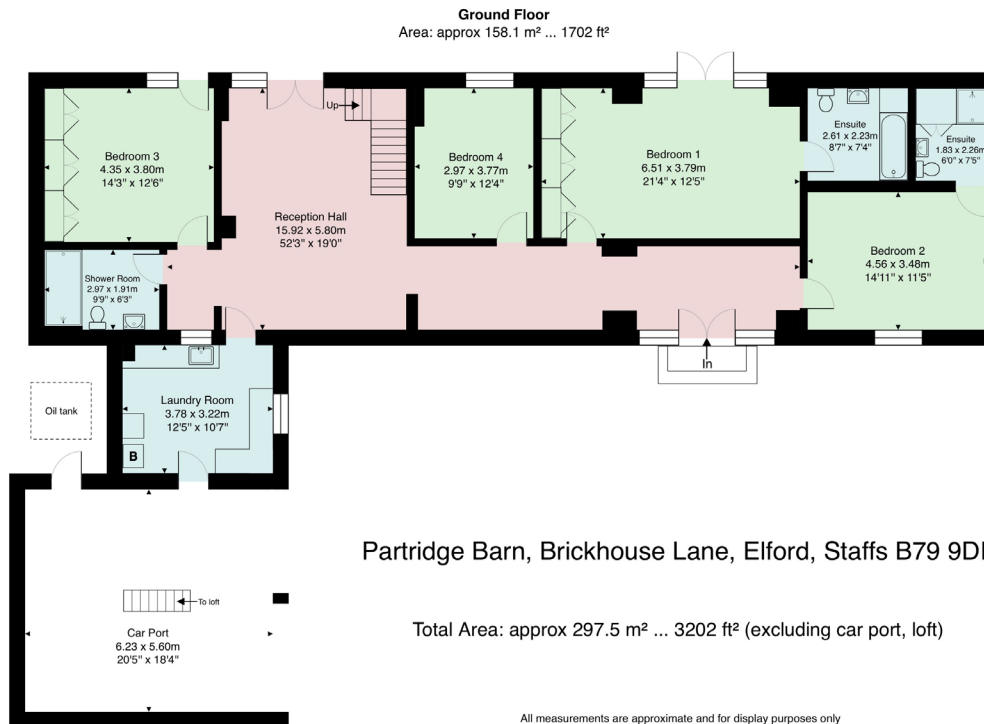 Ground Floor
Area: approx 158.1 m² ... 1702 ft²
Bedroom 3
4.35 x 3.80m
14'3" x 12'6"
Up
Reception Hall
15.92 x 5.80m
52'3" x 19'0"
Bedroom 4
2.97 x 3.77m
9'9" x 12'4"
Bedroom 1
6.51 x 3.79m
21'4" x 12'5"
Ensuite
2.61 x 2.23m
8'7" x 7'4"
Ensuite
1.83 x 2.26m
6'0" x 7'5"
Bedroom 2
4.56 x 3.48m
14'11" x 11'5"
Shower Room
2.97 x 1.91m
9'9" x 6'3"
In
Laundry Room
3.78 x 3.22m
12'5" x 10'7"
B
Oil tank
To loft
Car Port
6.23 x 5.60m
20'5" x 18'4"
Partridge Barn, Brickhouse Lane, Elford, Staffs B79
Total Area: approx 297.5 m² ... 3202 ft² (excluding car port, loft)
All measurements are approximate and for display purposes only